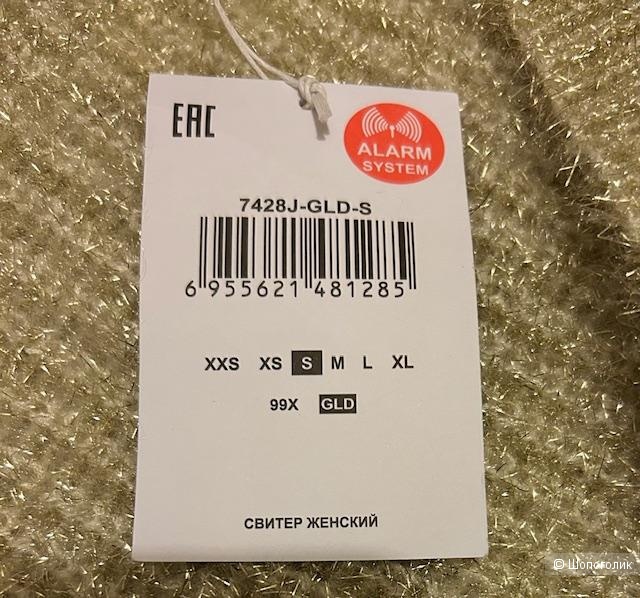 EAC
ALARM
SYSTEM
7428J-GLD-S
6 955621 481285
XXS XS S M L XL
99X GLD
СВИТЕР ЖЕНСКИЙ
© Шопоголик